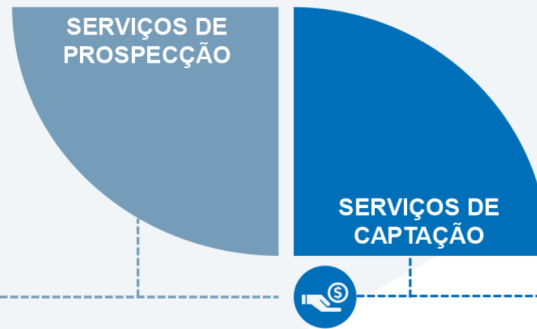 SERVIÇOS DE
PROSPECÇÃO
SERVIÇOS DE
CAPTAÇÃO
$